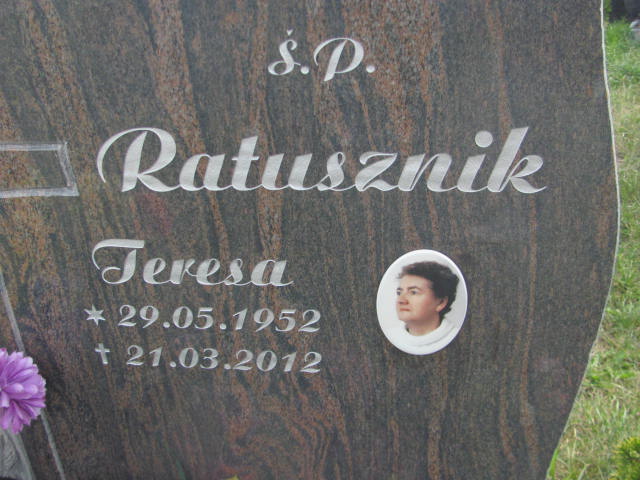 Ś.P.
Ratusznik
Teresa
* 29.05.1952
† 21.03.2012